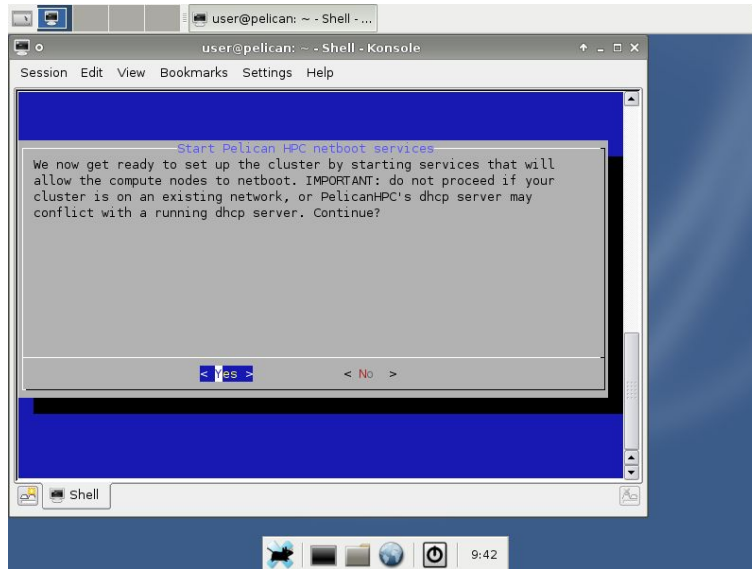 user@pelican: ~ - Shell - ...
user@pelican: ~ - Shell - Konsole
Session Edit View Bookmarks Settings Help
Start Pelican HPC netboot services
We now get ready to set up the cluster by starting services that will
allow the compute nodes to netboot. IMPORTANT: do not proceed if your
cluster is on an existing network, or PelicanHPC's dhcp server may
conflict with a running dhcp server. Continue?
< Yes > < No >
Shell
9:42